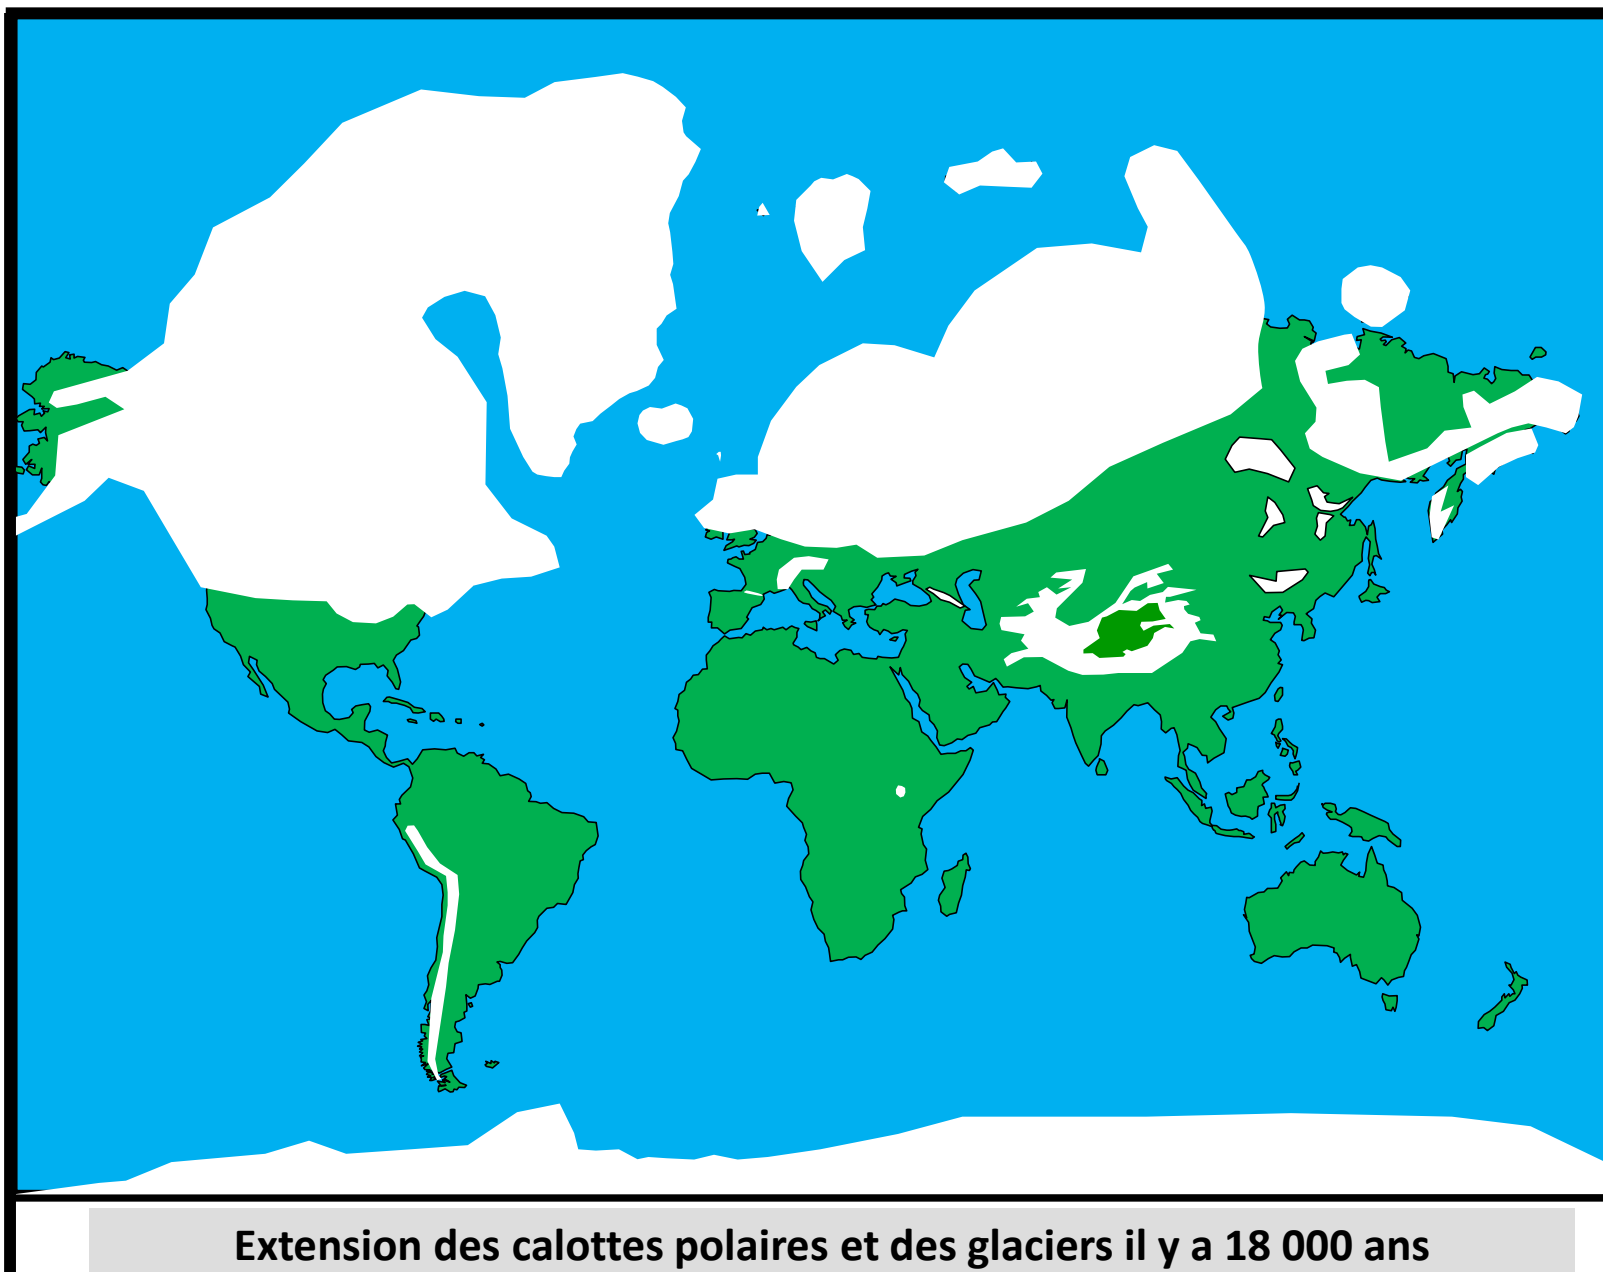 Extension des calottes polaires et des glaciers il y a 18 000 ans